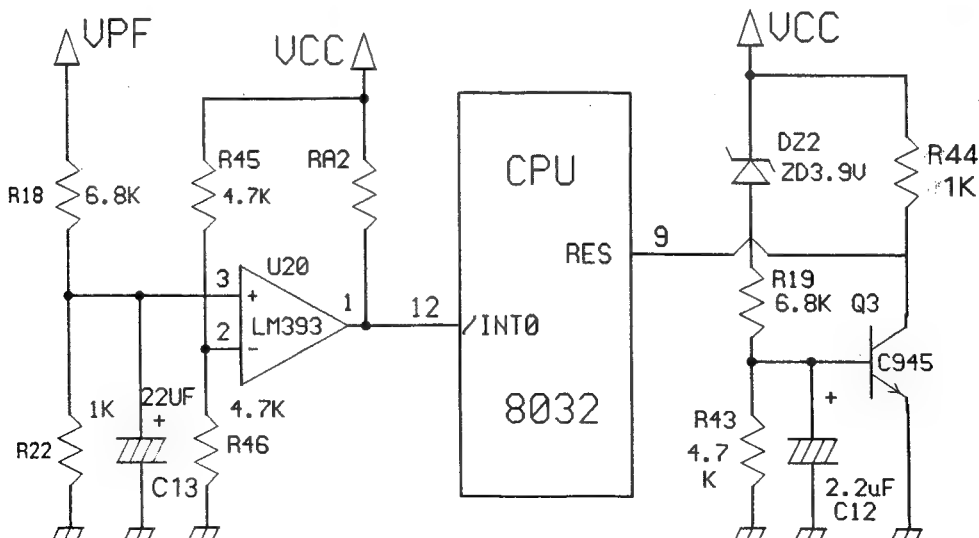 VPF
VCC
VCC
R18
6.8K
R45
4.7K
RA2
CPU
DZ2
ZD3.9V
R44
1K
RES
9
U20
3
+
LM393
2
-
1
12
/INT0
R19
6.8K
Q3
C945
8032
1K
22UF
+
4.7K
R22
R46
C13
R43
4.7
K
+
2.2uF
C12